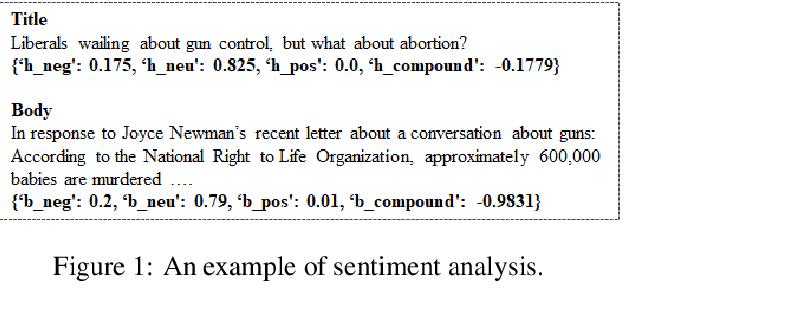 Title
Liberals wailing about gun control, but what about abortion?
{‘h_neg': 0.175, ‘h_neu': 0.825, ‘h_pos': 0.0, ‘h_compound': -0.1779}
Body
In response to Joyce Newman’s recent letter about a conversation about guns:
According to the National Right to Life Organization, approximately 600,000
babies are murdered ….
{‘b_neg': 0.2, ‘b_neu': 0.79, ‘b_pos': 0.01, ‘b_compound': -0.9831}
Figure 1: An example of sentiment analysis.